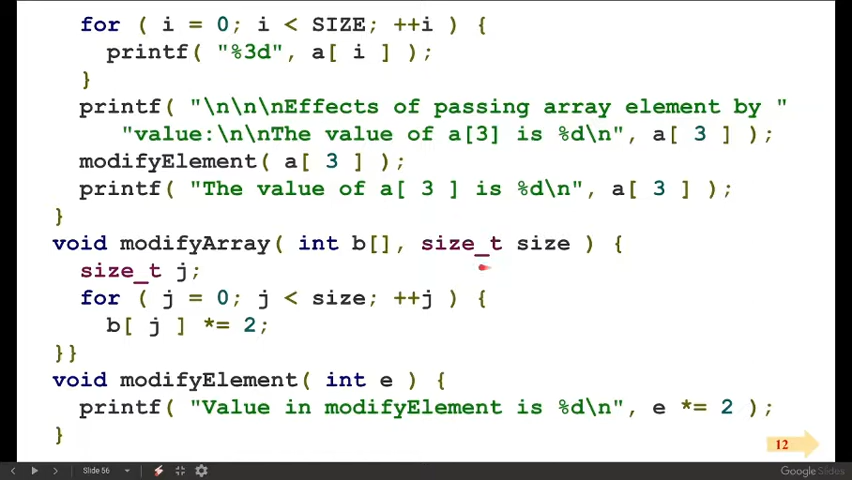 for ( i = 0; i < SIZE; ++i ) {
printf( "%3d", a[ i ] );
}
printf( "\n\n\nEffects of passing array element by "
"value:\n\nThe value of a[3] is %d\n", a[ 3 ] );
modifyElement( a[ 3 ] );
printf( "The value of a[ 3 ] is %d\n", a[ 3 ] );
}
void modifyArray( int b[], size_t size ) {
size_t j;
for ( j = 0; j < size; ++j ) {
b[ j ] *= 2;
}}
void modifyElement( int e ) {
printf( "Value in modifyElement is %d\n", e *= 2 );
}
12
Slide 56
Google Slides